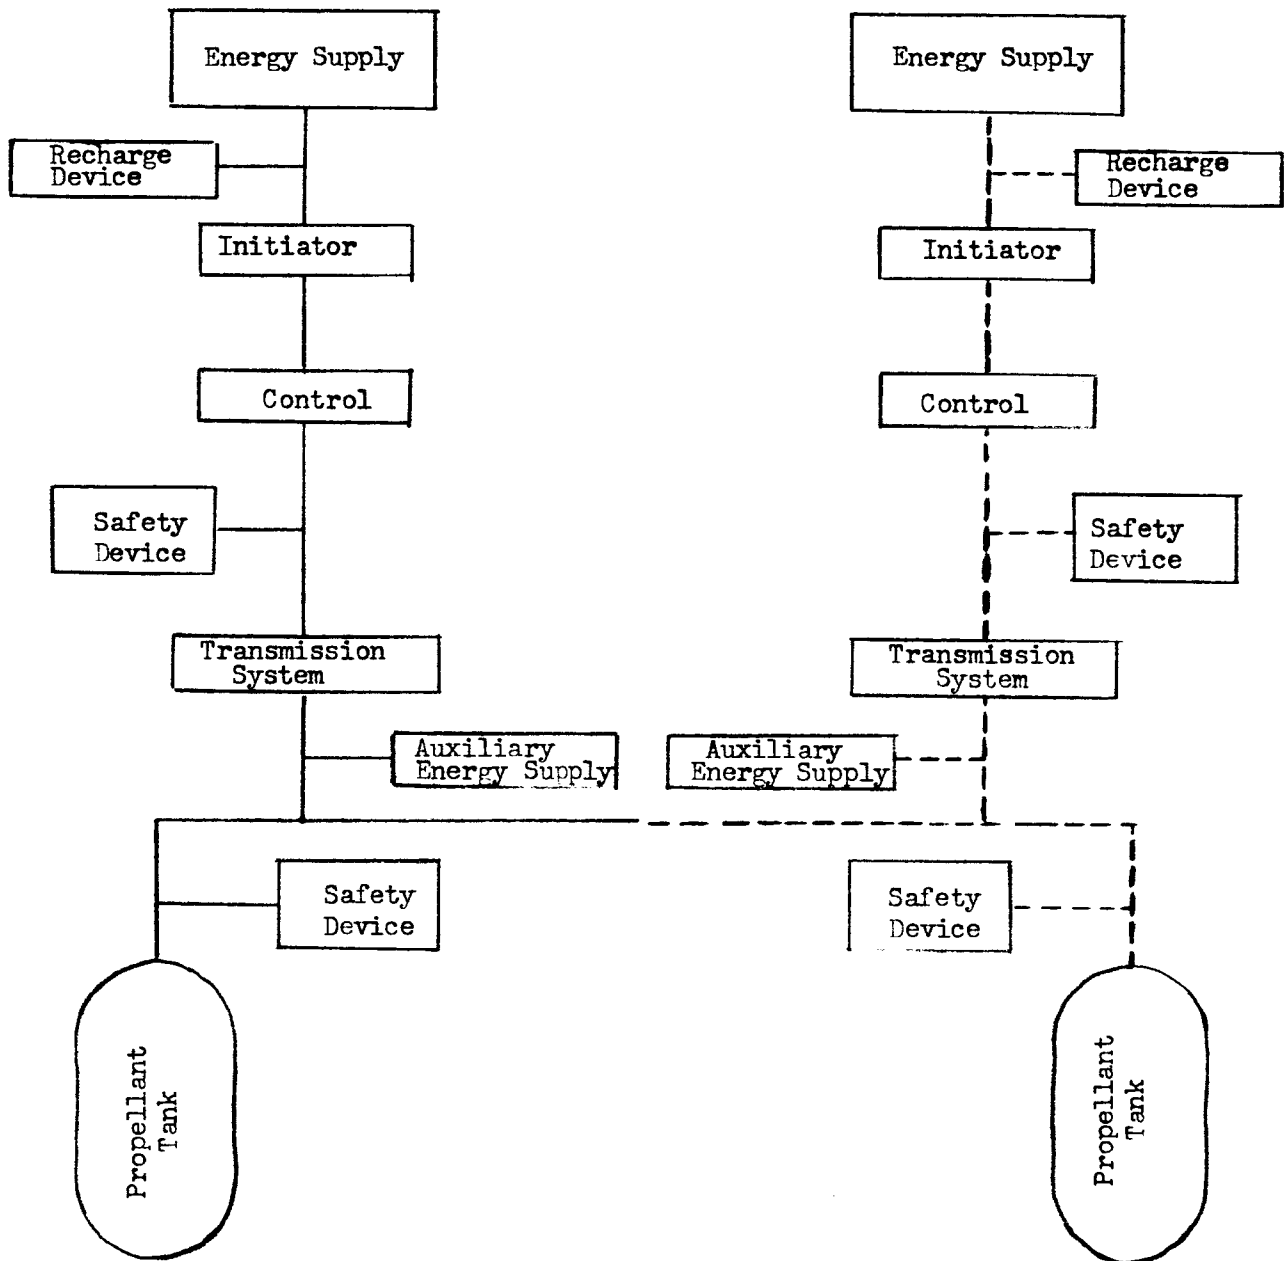 Energy Supply
Energy Supply
Recharge
Device
Recharge
Device
Initiator
Initiator
Control
Control
Safety
Device
Safety
Device
Transmission
System
Transmission
System
Auxiliary
Energy Supply
Auxiliary
Energy Supply
Safety
Device
Safety
Device
Propellant
Tank
Propellant
Tank